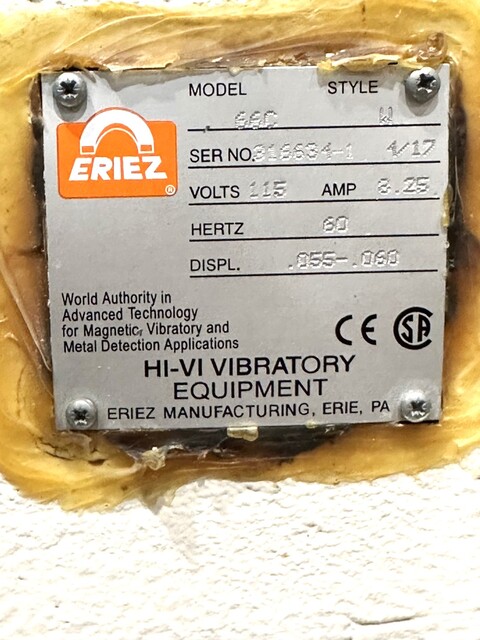 MODEL STYLE
66C W
ERIEZ ®
SER NO. 4/17
VOLTS 115 AMP 8.25
HERTZ 60
DISPL. .055-.060
World Authority in
Advanced Technology
for Magnetic, Vibratory and
Metal Detection Applications
CE SA
HI-VI VIBRATORY
EQUIPMENT
ERIEZ MANUFACTURING, ERIE, PA